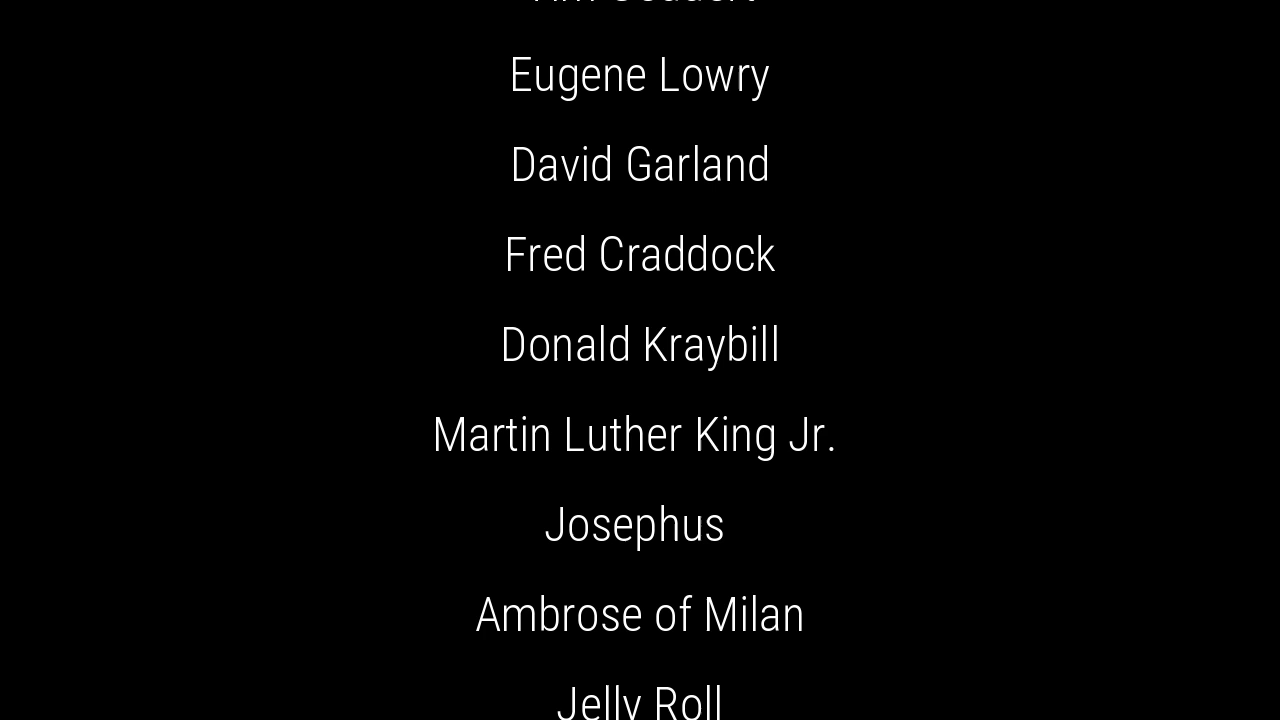 Eugene Lowry
David Garland
Fred Craddock
Donald Kraybill
Martin Luther King Jr.
Josephus
Ambrose of Milan
Jelly Roll